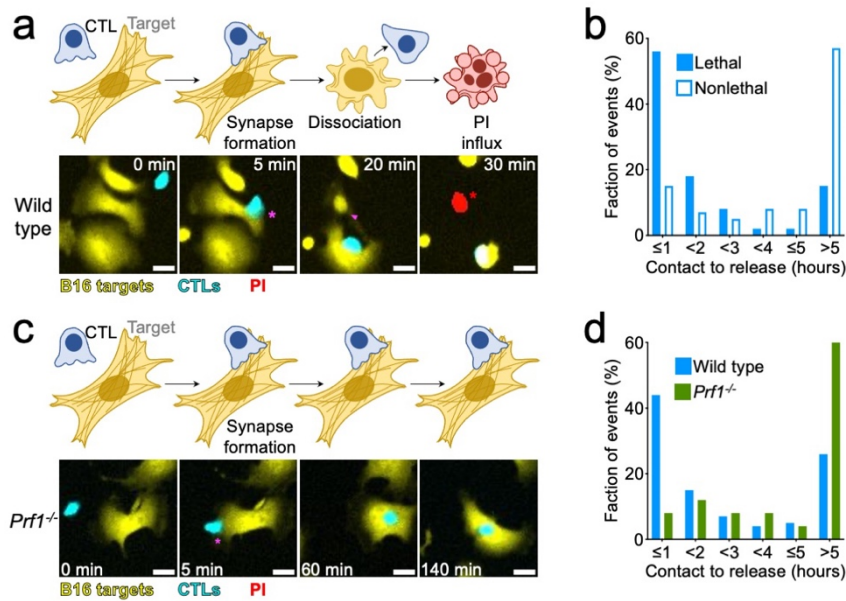 a
CTL
Target
Synapse
formation
Dissociation
PI
influx
Wild
type
0 min
5 min
20 min
30 min
*
*
B16 targets
CTLs
PI
b
Faction of events (%)
60
40
20
0
Lethal
Nonlethal
≤1
<2
<3
<4
≤5
>5
Contact to release (hours)
c
CTL
Target
Synapse
formation
Prf1-/-
0 min
5 min
60 min
140 min
*
B16 targets
CTLs
PI
d
Faction of events (%)
60
40
20
0
Wild type
Prf1-/-
≤1
<2
<3
<4
≤5
>5
Contact to release (hours)